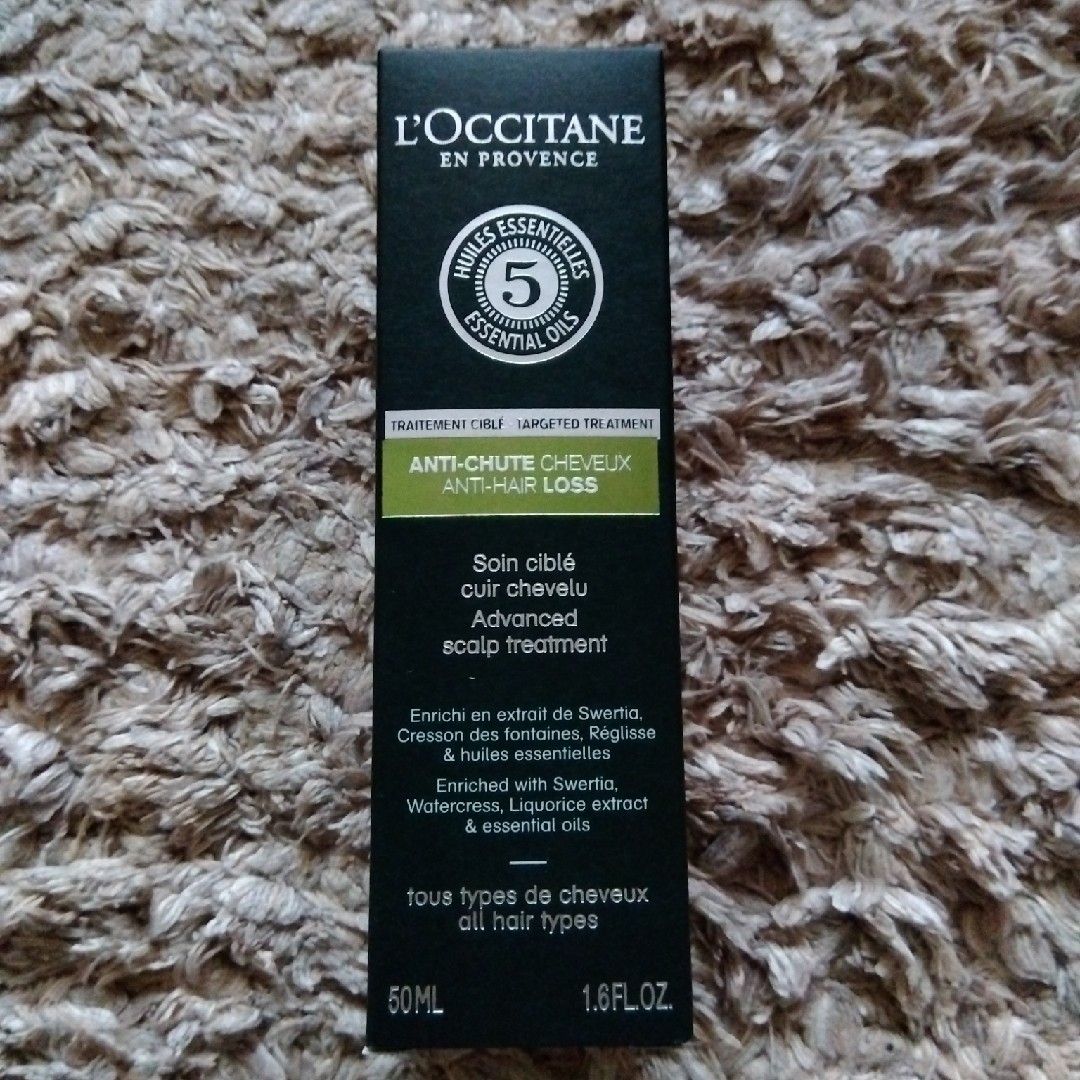 L'OCCITANE
EN PROVENCE
HUILES ESSENTIELLES
5
ESSENTIAL OILS
TRAITEMENT CIBLÉ - TARGETED TREATMENT
ANTI-CHUTE CHEVEUX
ANTI-HAIR LOSS
Soin ciblé
cuir chevelu
Advanced
scalp treatment
Enrichi en extrait de Swertia,
Cresson des fontaines, Réglisse
& huiles essentielles
Enriched with Swertia,
Watercress, Liquorice extract
& essential oils
tous types de cheveux
all hair types
50ML 1.6FL.OZ.